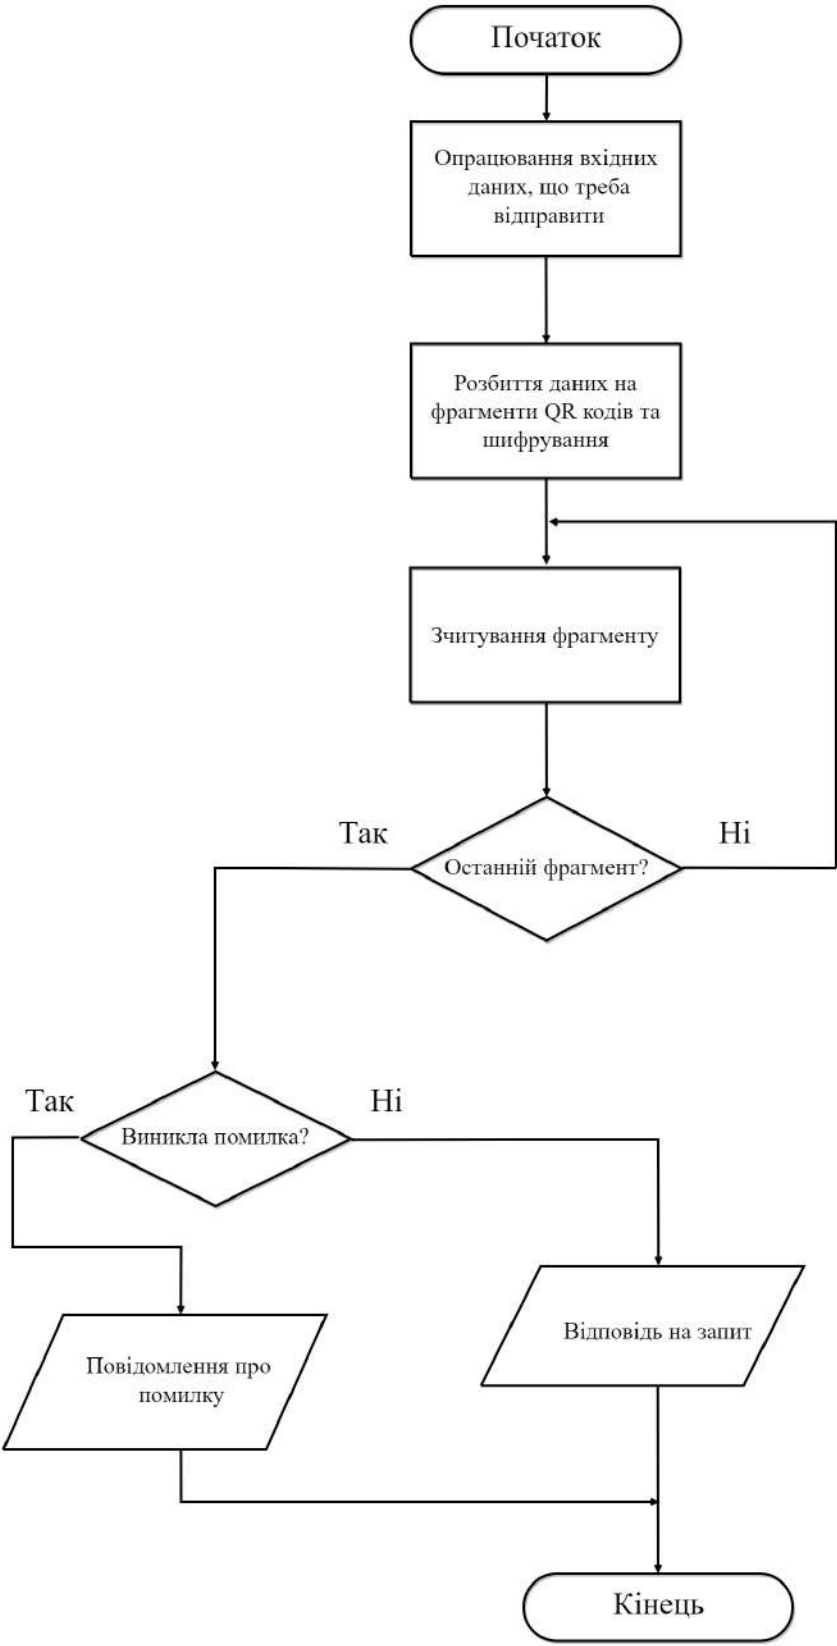 Початок
Опрацювання вхідних
даних, що треба
відправити
Розбиття даних на
фрагменти QR кодів та
шифрування
Зчитування фрагменту
Так
Ні
Останній фрагмент?
Так
Ні
Виникла помилка?
Відповідь на запит
Повідомлення про
помилку
Кінець